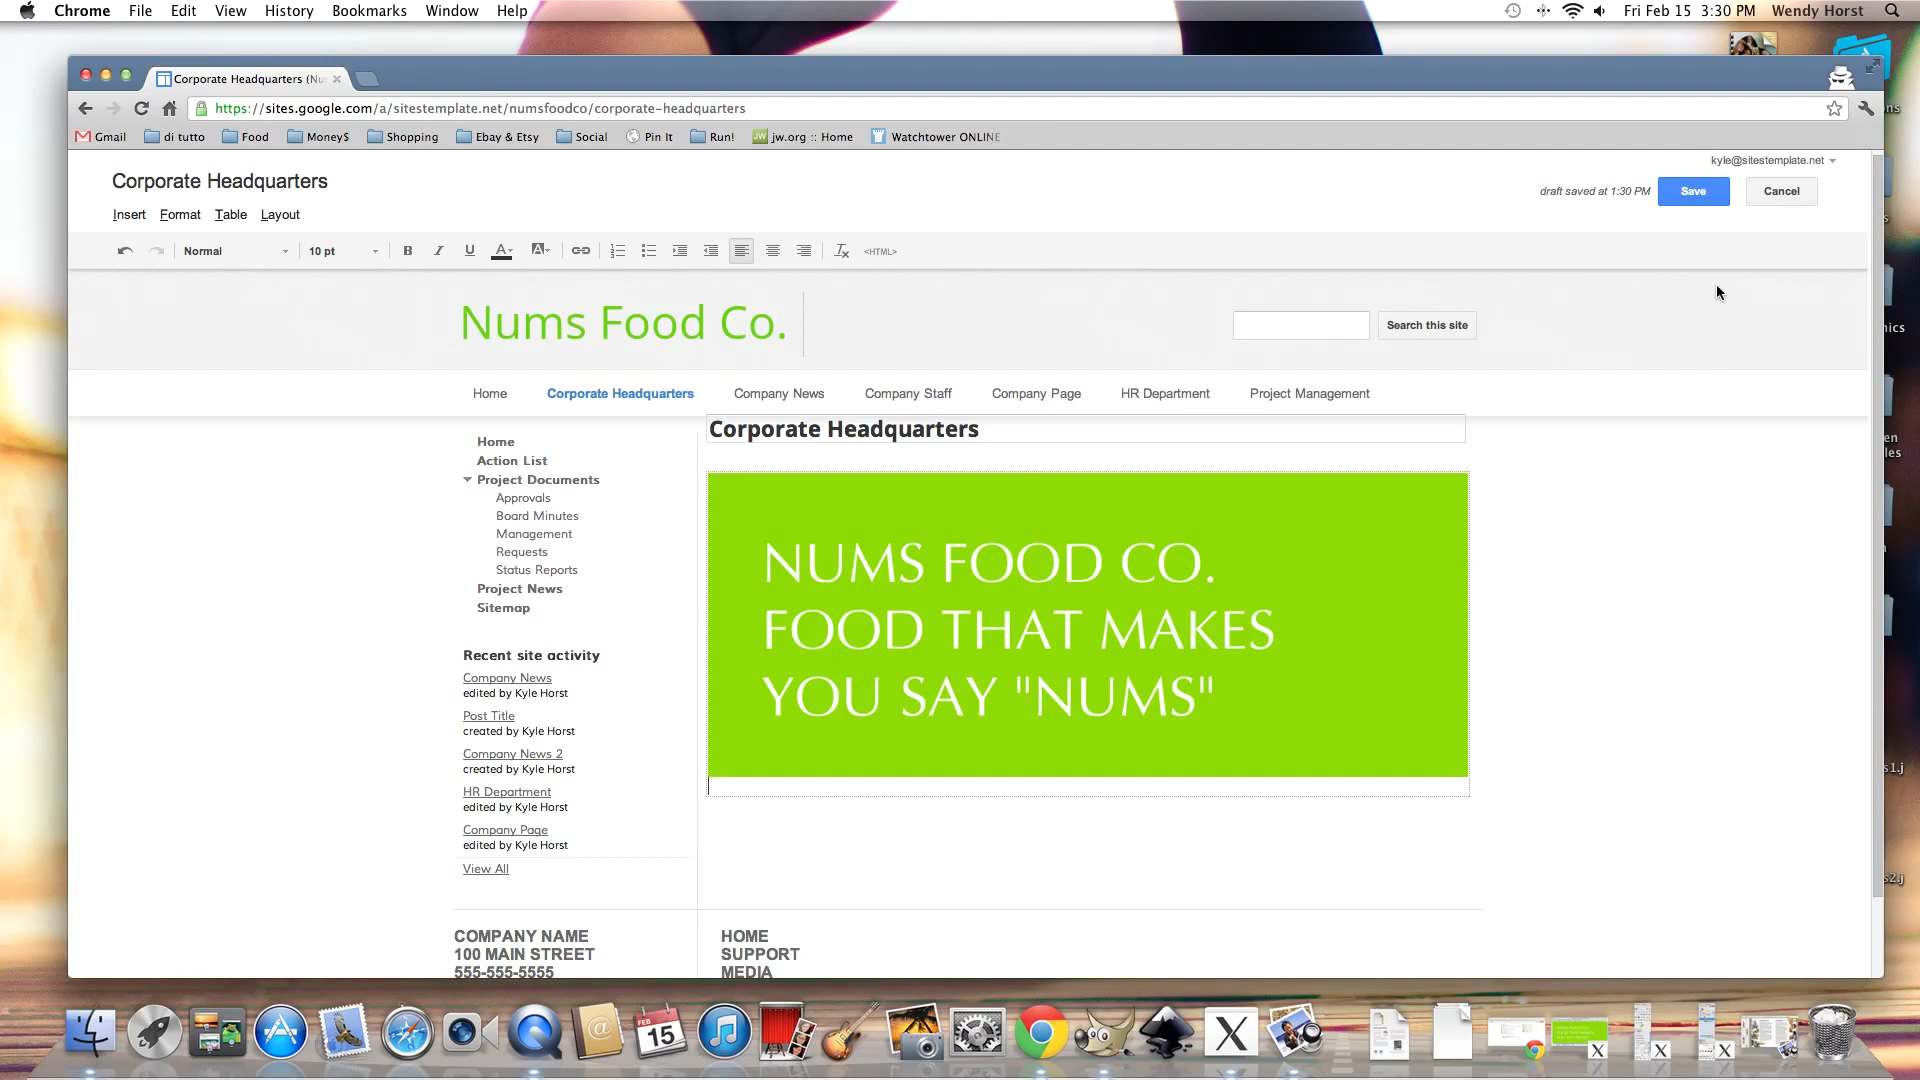 Chrome File Edit View History Bookmarks Window Help
Fri Feb 15 3:30 PM Wendy Horst
Corporate Headquarters (Nu
https://sites.google.com/a/sitestemplate.net/numsfoodco/corporate-headquarters
Gmail di tutto Food Money$ Shopping Ebay & Etsy Social Pin It Run! jw.org :: Home Watchtower ONLINE
kyle@sitestemplate.net
Corporate Headquarters
draft saved at 1:30 PM Save Cancel
Insert Format Table Layout
Normal 10 pt B I U A A <HTML>
Nums Food Co.
Search this site
Home Corporate Headquarters Company News Company Staff Company Page HR Department Project Management
Corporate Headquarters
Home
Action List
Project Documents
Approvals
Board Minutes
Management
Requests
Status Reports
Project News
Sitemap
NUMS FOOD CO.
FOOD THAT MAKES
YOU SAY "NUMS"
Recent site activity
Company News
edited by Kyle Horst
Post Title
created by Kyle Horst
Company News 2
created by Kyle Horst
HR Department
edited by Kyle Horst
Company Page
edited by Kyle Horst
View All
COMPANY NAME
100 MAIN STREET
555-555-5555
HOME
SUPPORT
MEDIA
FEB
15